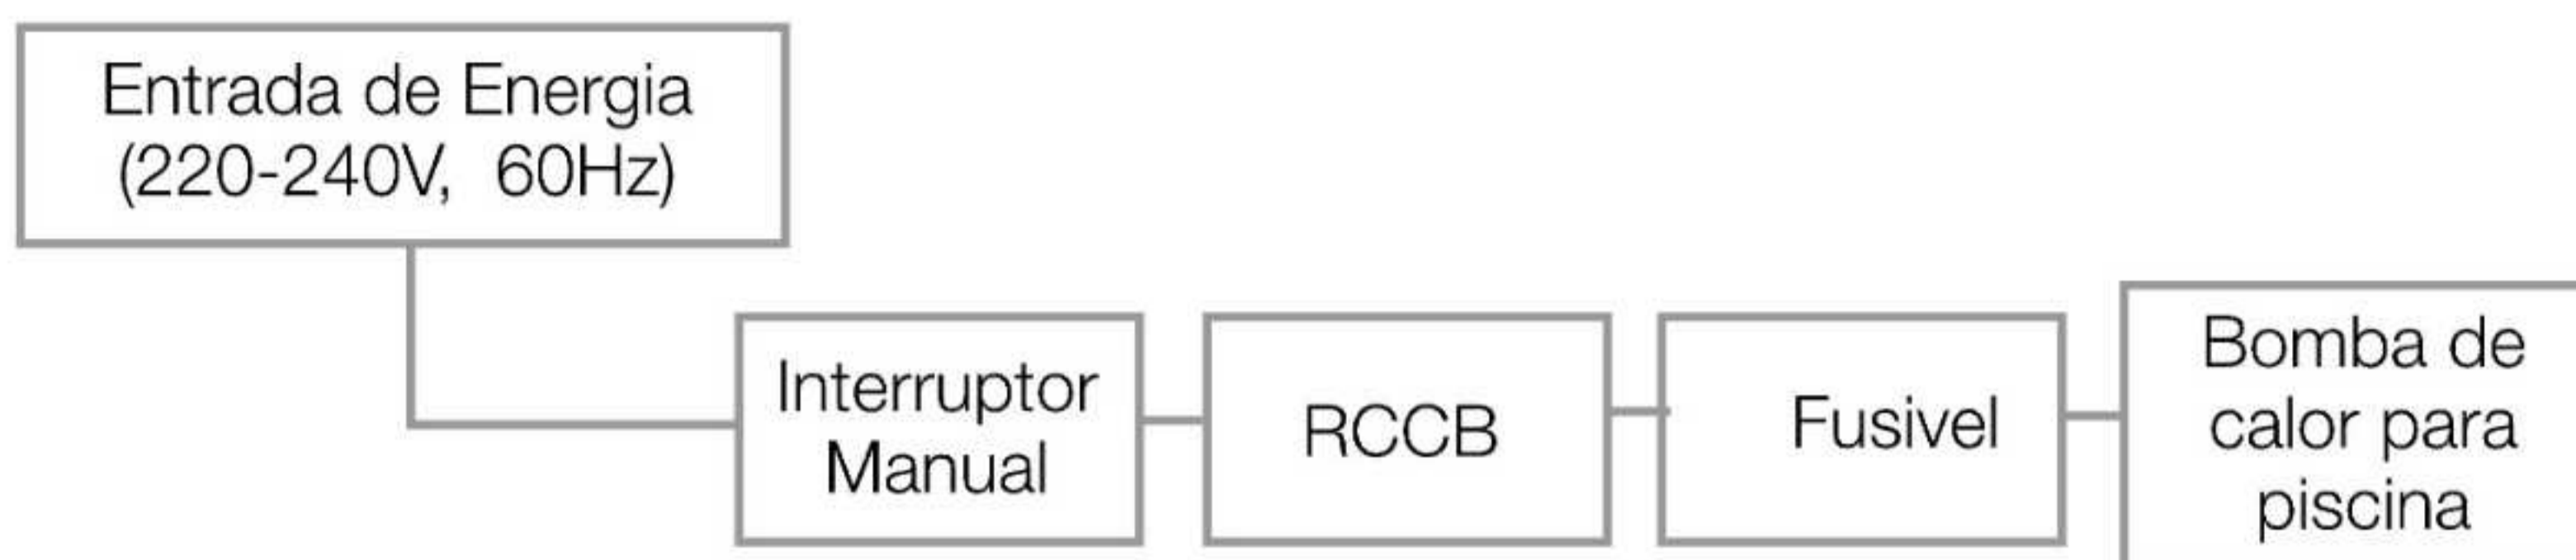 Entrada de Energia
(220-240V, 60Hz)
Interruptor
Manual
RCCB
Fusivel
Bomba de
calor para
piscina